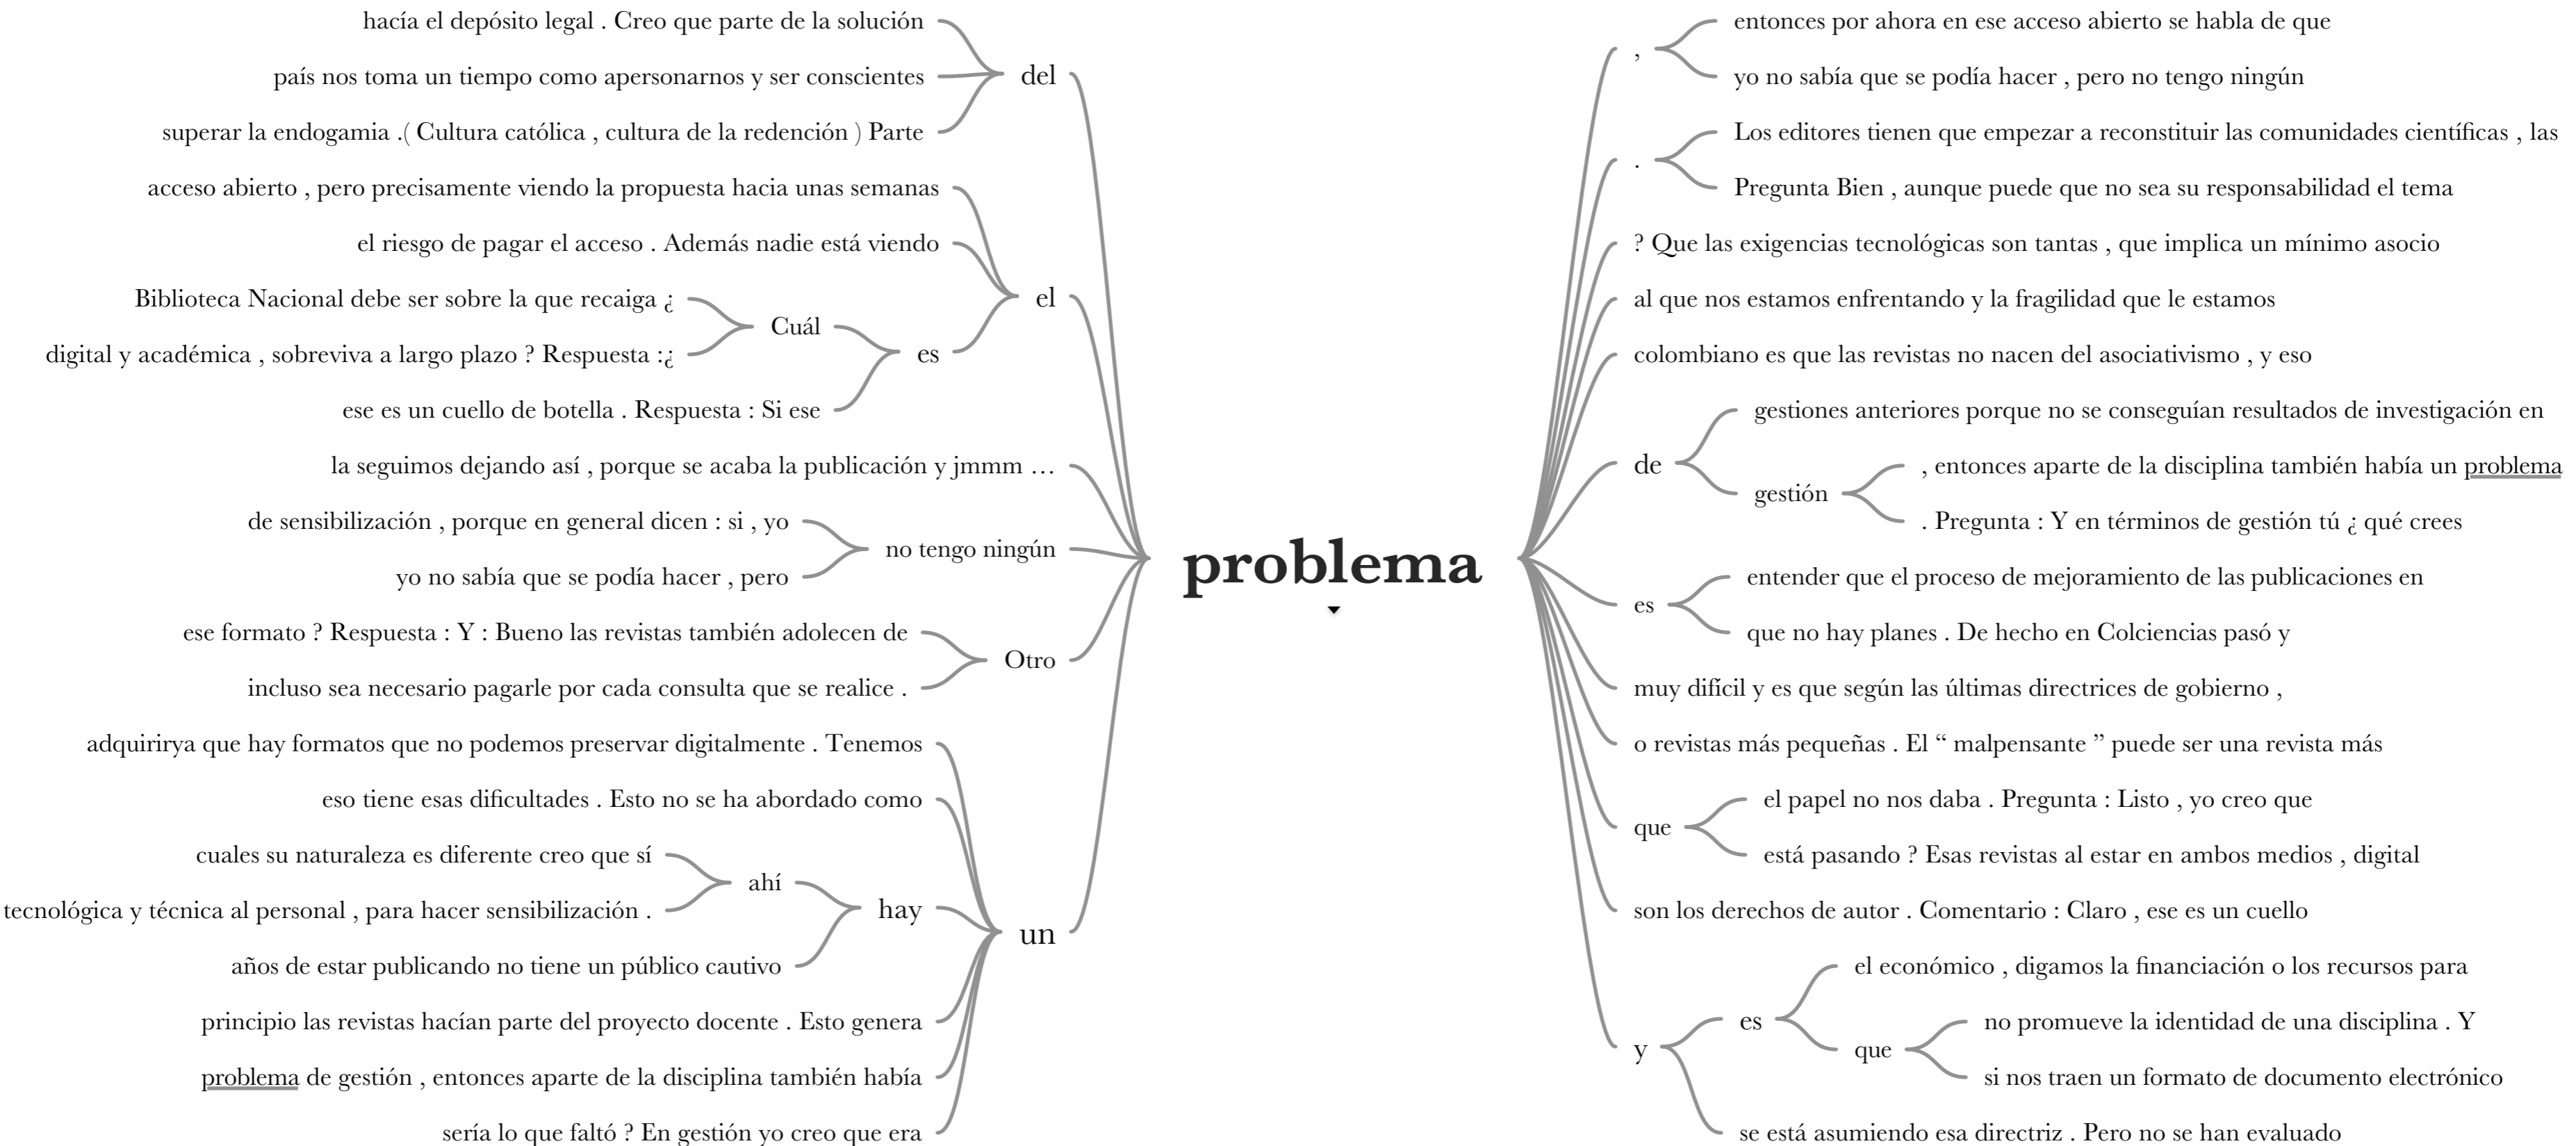 hacía el depósito legal . Creo que parte de la solución
país nos toma un tiempo como apersonarnos y ser conscientes
superar la endogamia .( Cultura católica , cultura de la redención ) Parte
del
acceso abierto , pero precisamente viendo la propuesta hacia unas semanas
el riesgo de pagar el acceso . Además nadie está viendo
Biblioteca Nacional debe ser sobre la que recaiga ¿
digital y académica , sobreviva a largo plazo ? Respuesta :¿
Cuál
ese es un cuello de botella . Respuesta : Si ese
es
el
la seguimos dejando así , porque se acaba la publicación y jmmm …
de sensibilización , porque en general dicen : si , yo
yo no sabía que se podía hacer , pero
no tengo ningún
ese formato ? Respuesta : Y : Bueno las revistas también adolecen de
incluso sea necesario pagarle por cada consulta que se realice .
Otro
adquirirya que hay formatos que no podemos preservar digitalmente . Tenemos
eso tiene esas dificultades . Esto no se ha abordado como
cuales su naturaleza es diferente creo que sí
tecnológica y técnica al personal , para hacer sensibilización .
ahí
años de estar publicando no tiene un público cautivo
hay
principio las revistas hacían parte del proyecto docente . Esto genera
problema de gestión , entonces aparte de la disciplina también había
sería lo que faltó ? En gestión yo creo que era
un
problema
,
entonces por ahora en ese acceso abierto se habla de que
yo no sabía que se podía hacer , pero no tengo ningún
.
Los editores tienen que empezar a reconstituir las comunidades científicas , las
Pregunta Bien , aunque puede que no sea su responsabilidad el tema
? Que las exigencias tecnológicas son tantas , que implica un mínimo asocio
al que nos estamos enfrentando y la fragilidad que le estamos
colombiano es que las revistas no nacen del asociativismo , y eso
de
gestiones anteriores porque no se conseguían resultados de investigación en
gestión
, entonces aparte de la disciplina también había un problema
. Pregunta : Y en términos de gestión tú ¿ qué crees
es
entender que el proceso de mejoramiento de las publicaciones en
que no hay planes . De hecho en Colciencias pasó y
muy difícil y es que según las últimas directrices de gobierno ,
o revistas más pequeñas . El “ malpensante ” puede ser una revista más
que
el papel no nos daba . Pregunta : Listo , yo creo que
está pasando ? Esas revistas al estar en ambos medios , digital
son los derechos de autor . Comentario : Claro , ese es un cuello
y
es
el económico , digamos la financiación o los recursos para
que
no promueve la identidad de una disciplina . Y
si nos traen un formato de documento electrónico
se está asumiendo esa directriz . Pero no se han evaluado